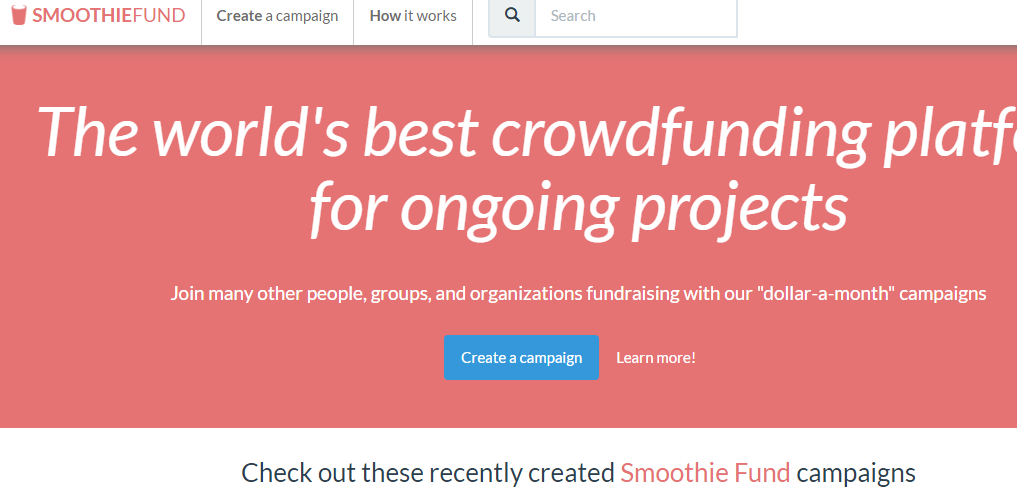 SMOOTHIEFUND
Create a campaign
How it works
Search
The world's best crowdfunding
for ongoing projects
Join many other people, groups, and organizations fundraising with our "dollar-a-month" campaigns
Create a campaign
Learn more!
Check out these recently created Smoothie Fund campaigns